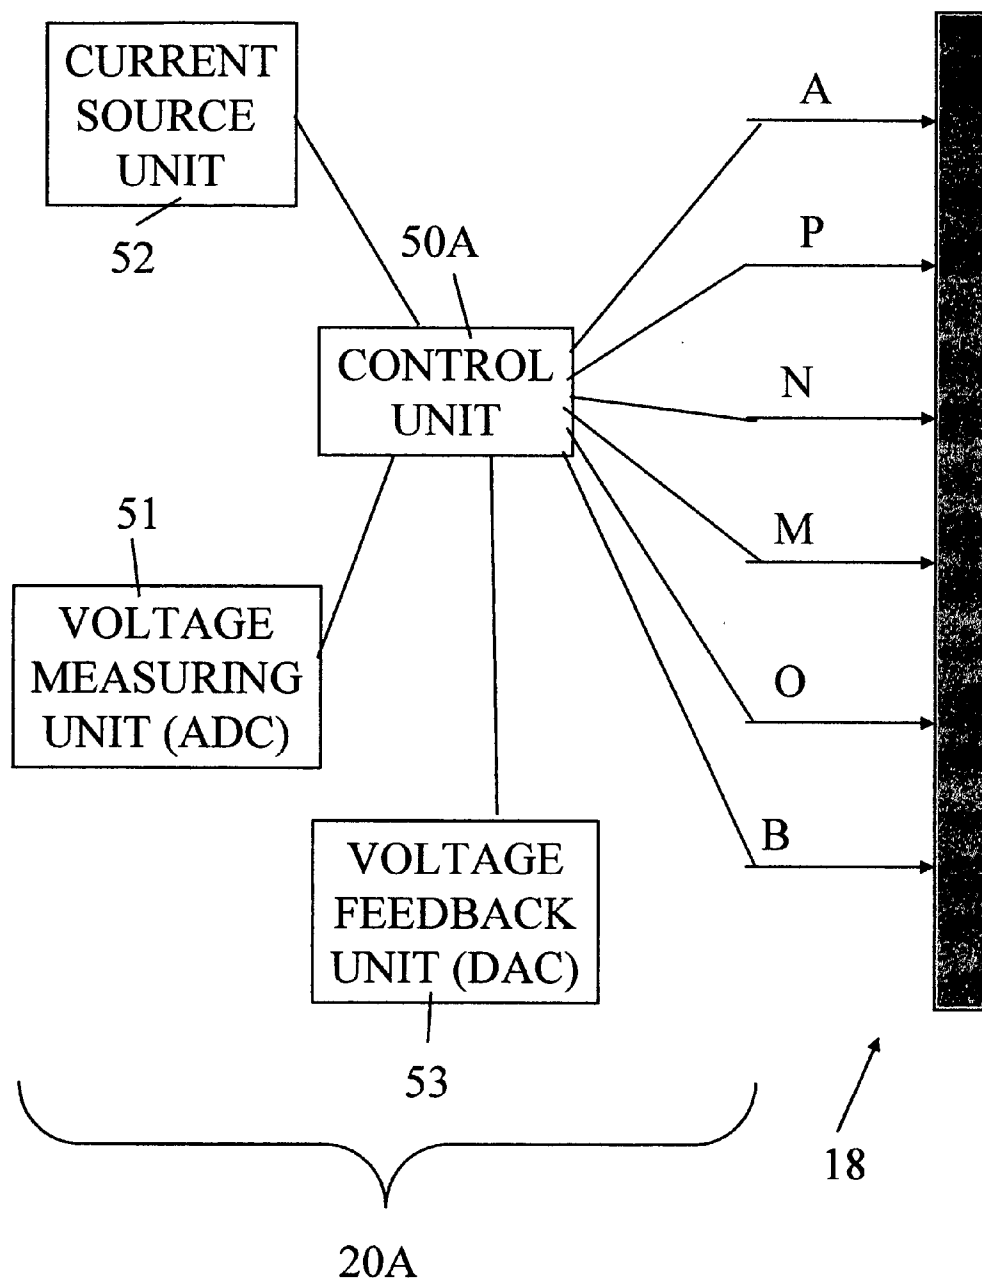 CURRENT
SOURCE
UNIT
52
50A
CONTROL
UNIT
51
VOLTAGE
MEASURING
UNIT (ADC)
VOLTAGE
FEEDBACK
UNIT (DAC)
53
A
P
N
M
O
B
18
20A